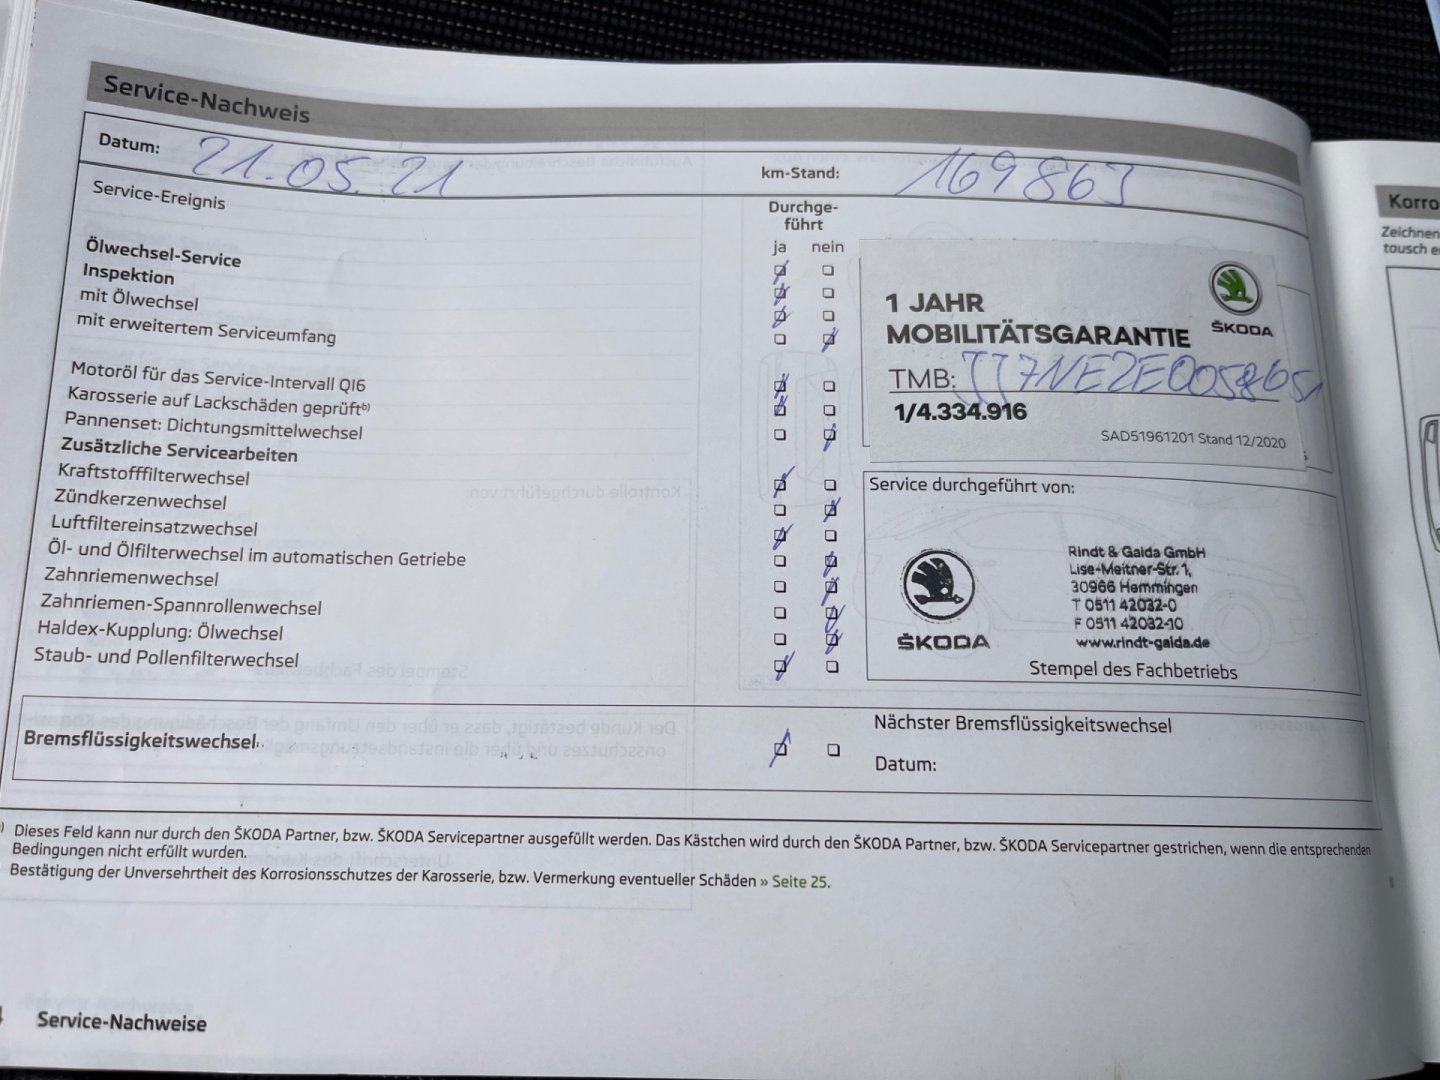 Service-Nachweis
Datum: 21.05.21
km-Stand: 169863
Service-Ereignis
Durchge-
führt
ja nein
Ölwechsel-Service
Inspektion
mit Ölwechsel
mit erweitertem Serviceumfang
Motoröl für das Service-Intervall QI6
Karosserie auf Lackschäden geprüft b)
Pannenset: Dichtungsmittelwechsel
Zusätzliche Servicearbeiten
Kraftstofffilterwechsel
Zündkerzenwechsel
Luftfiltereinsatzwechsel
Öl- und Ölfilterwechsel im automatischen Getriebe
Zahnriemenwechsel
Zahnriemen-Spannrollenwechsel
Haldex-Kupplung: Ölwechsel
Staub- und Pollenfilterwechsel
1 JAHR
MOBILITÄTSGARANTIE
ŠKODA
TMB:
1/4.334.916
SAD51961201 Stand 12/2020
Service durchgeführt von:
ŠKODA
Rindt & Gaida GmbH
Lise-Meitner-Str. 1,
30966 Hemmingen
T 0511 42032-0
F 0511 42032-10
www.rindt-gaida.de
Stempel des Fachbetriebs
Bremsflüssigkeitswechsel
Nächster Bremsflüssigkeitswechsel
Datum:
Dieses Feld kann nur durch den ŠKODA Partner, bzw. ŠKODA Servicepartner ausgefüllt werden. Das Kästchen wird durch den ŠKODA Partner, bzw. ŠKODA Servicepartner gestrichen, wenn die entsprechenden
Bedingungen nicht erfüllt wurden.
Bestätigung der Unversehrtheit des Korrosionsschutzes der Karosserie, bzw. Vermerkung eventueller Schäden » Seite 25.
Service-Nachweise
Korro
Zeichnen
tausch e